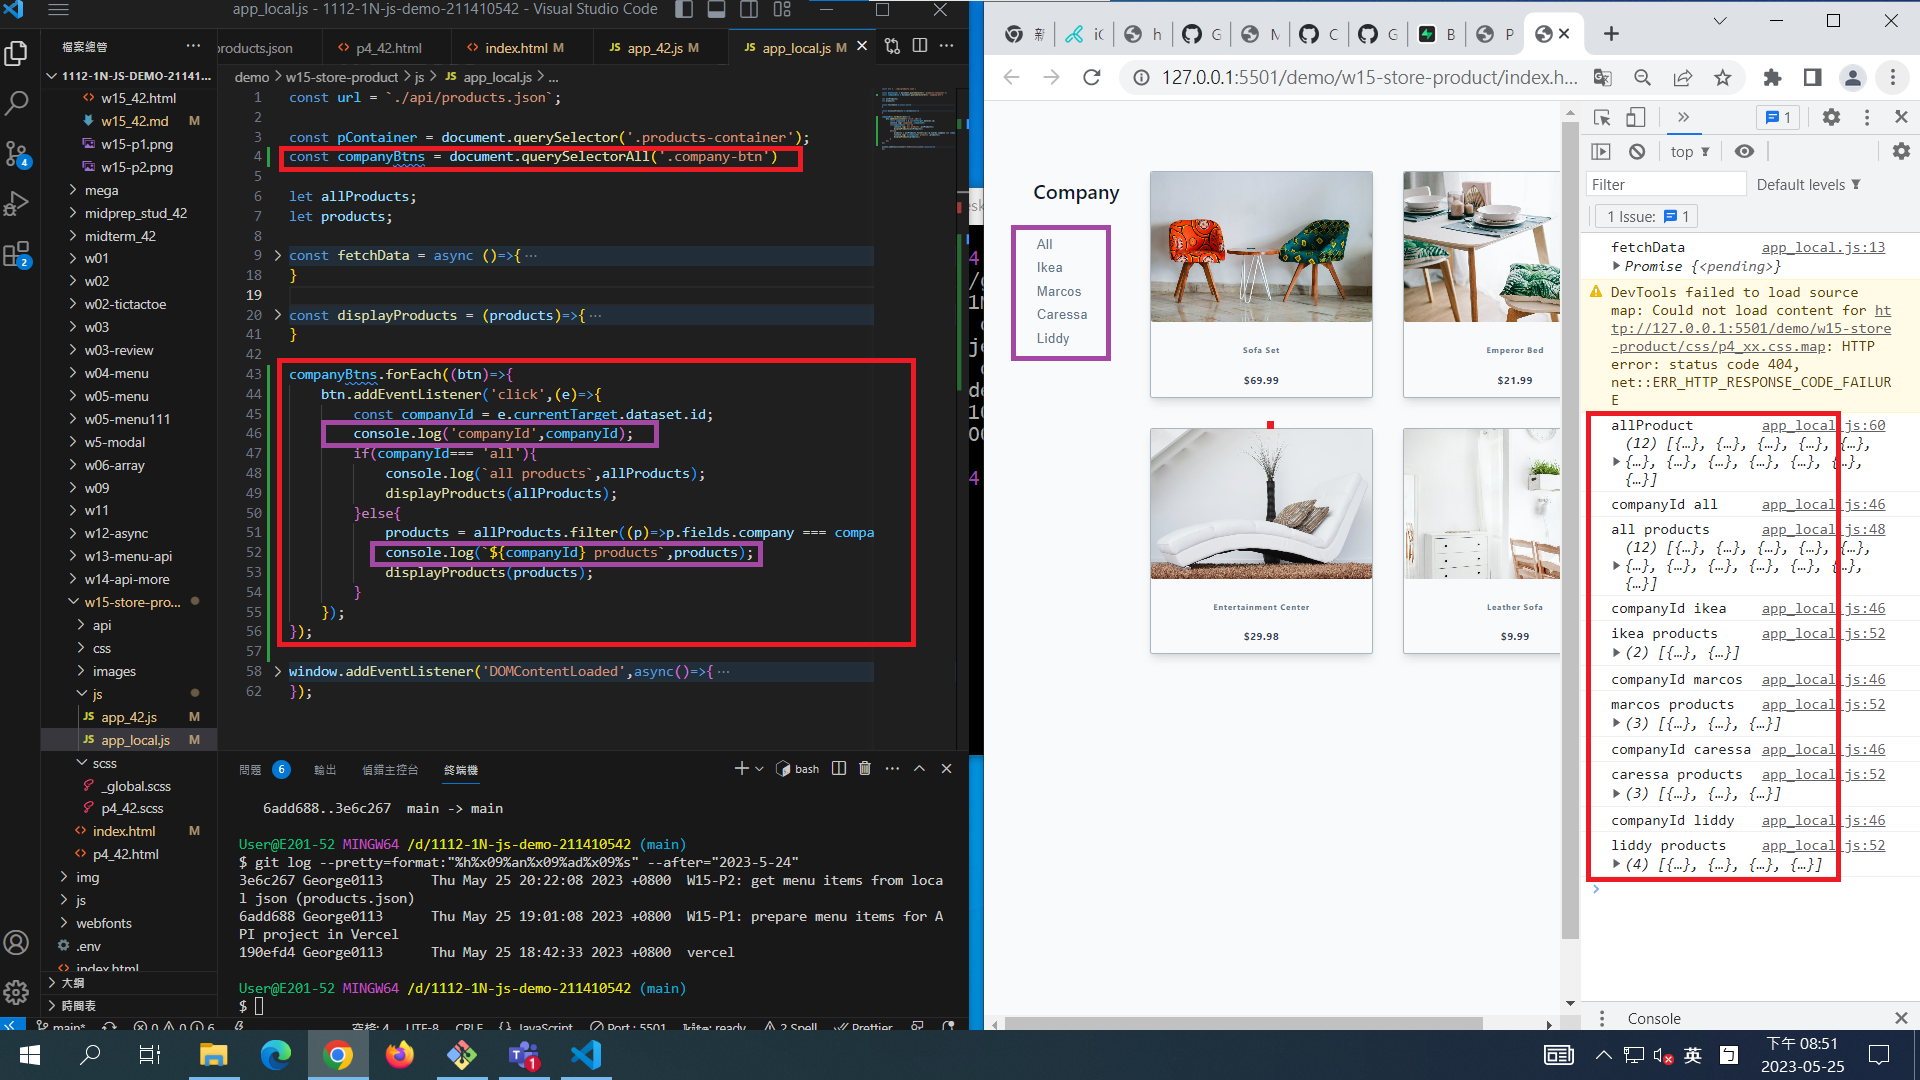 app_local.js - 1112-1N-js-demo-211410542 - Visual Studio Code
檔案總管
products.json
p4_42.html
index.html M
app_42.js M
app_local.js M
1112-1N-JS-DEMO-21141...
w15_42.html
w15_42.md M
w15-p1.png
w15-p2.png
mega
midprep_stud_42
midterm_42
w01
w02
w02-tictactoe
w03
w03-review
w04-menu
w05-menu
w05-menu111
w5-modal
w06-array
w09
w11
w12-async
w13-menu-api
w14-api-more
w15-store-pro...
api
css
images
js
app_42.js M
app_local.js M
scss
_global.scss
p4_42.scss
index.html M
p4_42.html
img
js
webfonts
.env
index.html
大綱
時間表
4
2
demo > w15-store-product > js > app_local.js > ...
1 const url = `./api/products.json`;
2
3 const pContainer = document.querySelector('.products-container');
4 const companyBtns = document.querySelectorAll('.company-btn')
5
6 let allProducts;
7 let products;
8
9 const fetchData = async ()=>{ ...
18 }
19
20 const displayProducts = (products)=>{ ...
41 }
42
43 companyBtns.forEach((btn)=>{
44 btn.addEventListener('click',(e)=>{
45 const companyId = e.currentTarget.dataset.id;
46 console.log('companyId',companyId);
47 if(companyId=== 'all'){
48 console.log(`all products`,allProducts);
49 displayProducts(allProducts);
50 }else{
51 products = allProducts.filter((p)=>p.fields.company === compa
52 console.log(`${companyId} products`,products);
53 displayProducts(products);
54 }
55 });
56 });
57
58 window.addEventListener('DOMContentLoaded',async()=>{ ...
62 });
問題 6 輸出 偵錯主控台 終端機
bash
6add688..3e6c267 main -> main
User@E201-52 MINGW64 /d/1112-1N-js-demo-211410542 (main)
$ git log --pretty=format:"%h%x09%an%x09%ad%x09%s" --after="2023-5-24"
3e6c267 George0113 Thu May 25 20:22:08 2023 +0800 W15-P2: get menu items from loca
l json (products.json)
6add688 George0113 Thu May 25 19:01:08 2023 +0800 W15-P1: prepare menu items for A
PI project in Vercel
190efd4 George0113 Thu May 25 18:42:33 2023 +0800 vercel
User@E201-52 MINGW64 /d/1112-1N-js-demo-211410542 (main)
$
main* 0 0 6 空格: 4 UTF-8 CRLF JavaScript Port : 5501 ready 2 Spell Prettier
127.0.0.1:5501/demo/w15-store-product/index.h...
Company
All
Ikea
Marcos
Caressa
Liddy
Sofa Set
$69.99
Emperor Bed
$21.99
Entertainment Center
$29.98
Leather Sofa
$9.99
1
top
Filter
Default levels
1 Issue: 1
fetchData app_local.js:13
Promise {<pending>}
DevTools failed to load source
map: Could not load content for ht
tp://127.0.0.1:5501/demo/w15-store
-product/css/p4_xx.css.map: HTTP
error: status code 404,
net::ERR_HTTP_RESPONSE_CODE_FAILUR
E
allProduct app_local.js:60
(12) [{…}, {…}, {…}, {…}, {…},
{…}, {…}, {…}, {…}, {…}, {…},
{…}]
companyId all app_local.js:46
all products app_local.js:48
(12) [{…}, {…}, {…}, {…}, {…},
{…}, {…}, {…}, {…}, {…}, {…},
{…}]
companyId ikea app_local.js:46
ikea products app_local.js:52
(2) [{…}, {…}]
companyId marcos app_local.js:46
marcos products app_local.js:52
(3) [{…}, {…}, {…}]
companyId caressa app_local.js:46
caressa products app_local.js:52
(3) [{…}, {…}, {…}]
companyId liddy app_local.js:46
liddy products app_local.js:52
(4) [{…}, {…}, {…}, {…}]
Console
英
下午 08:51
2023-05-25